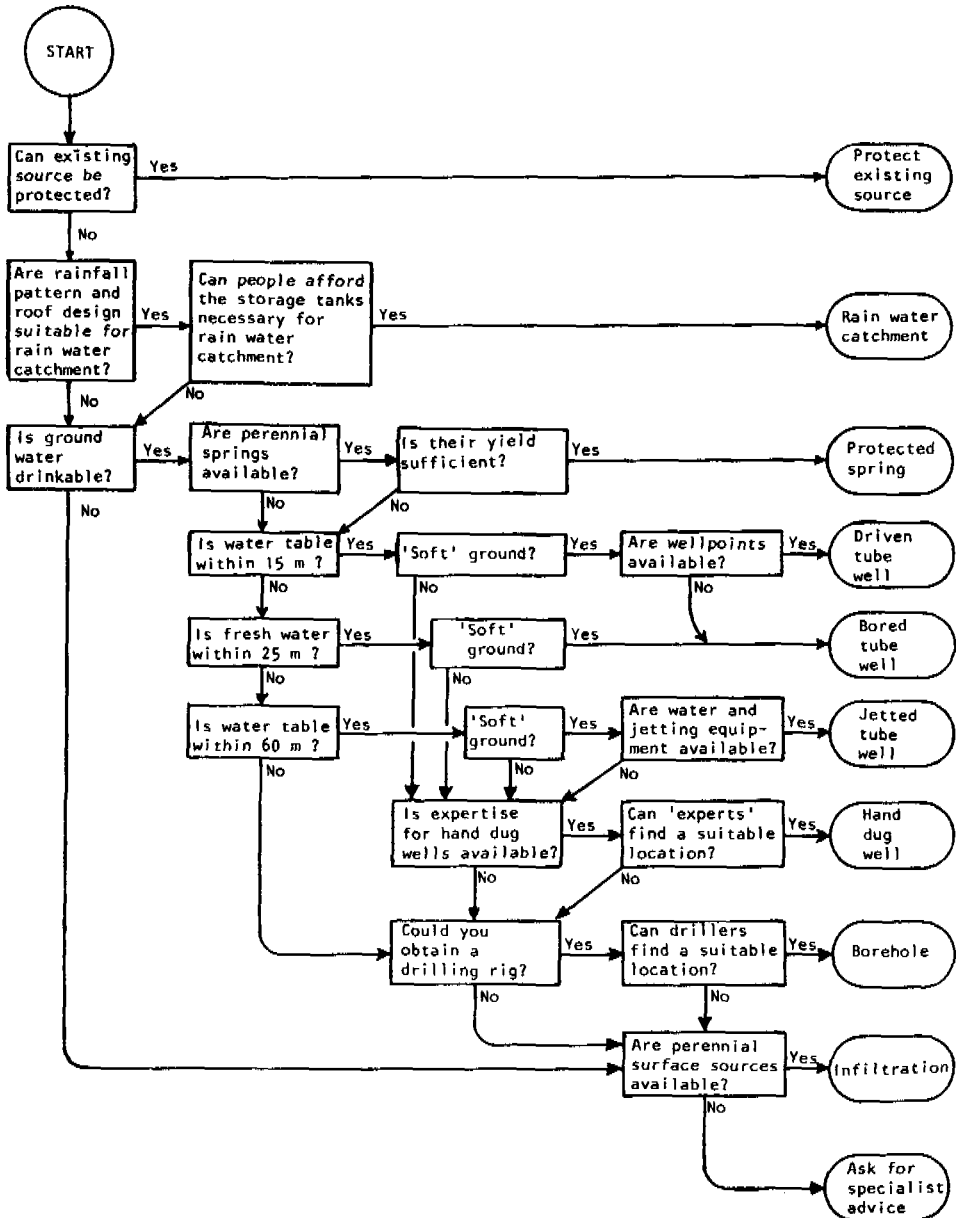 START
Can existing
source be
protected?
Yes
Protect
existing
source
No
Are rainfall
pattern and
roof design
suitable for
rain water
catchment?
Yes
Can people afford
the storage tanks
necessary for
rain water
catchment?
Yes
Rain water
catchment
No
No
Is ground
water
drinkable?
Yes
Are perennial
springs
available?
Yes
Is their yield
sufficient?
Yes
Protected
spring
No
No
No
Is water table
within 15 m ?
Yes
'Soft' ground?
Yes
Are wellpoints
available?
Yes
Driven
tube
well
No
No
No
Is fresh water
within 25 m ?
Yes
'Soft'
ground?
Yes
Bored
tube
well
No
No
Is water table
within 60 m ?
Yes
'Soft'
ground?
Yes
Are water and
jetting equip-
ment available?
Yes
Jetted
tube
well
No
No
No
Is expertise
for hand dug
wells available?
Yes
Can 'experts'
find a suitable
location?
Yes
Hand
dug
well
No
No
Could you
obtain a
drilling rig?
Yes
Can drillers
find a suitable
location?
Yes
Borehole
No
No
Are perennial
surface sources
available?
Yes
Infiltration
No
Ask for
specialist
advice